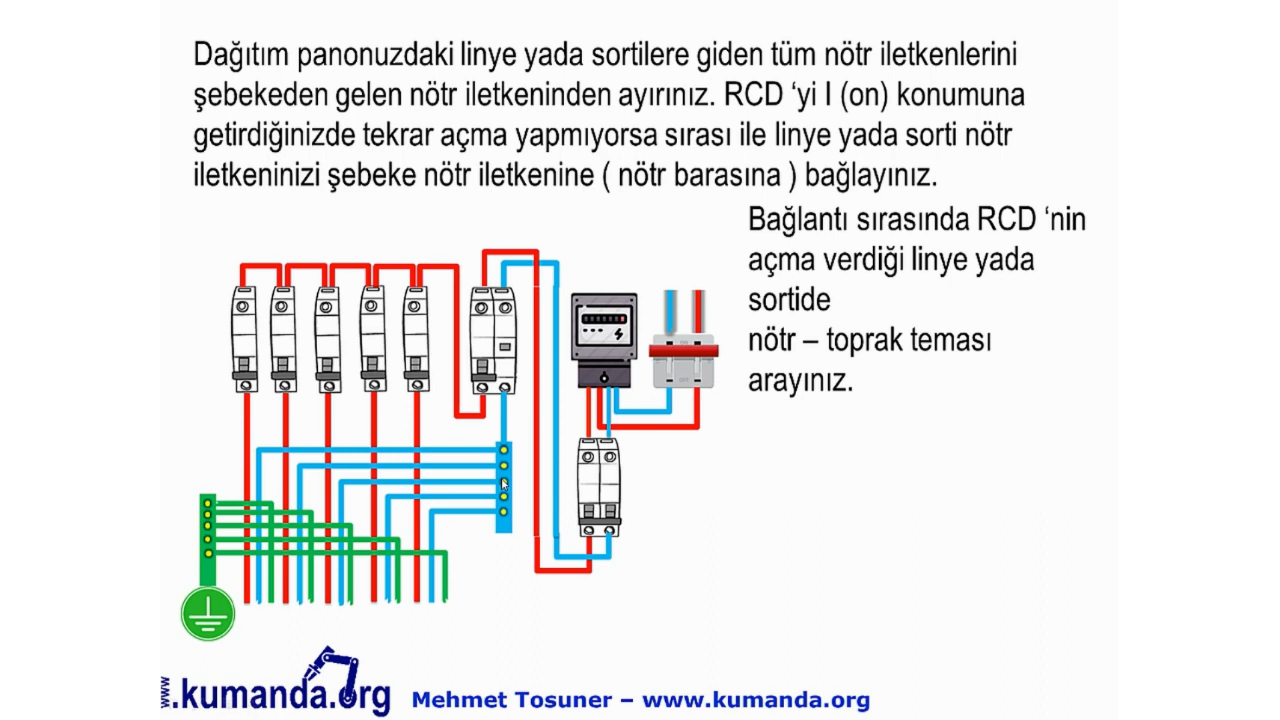 Dağıtım panonuzdaki linye yada sortilere giden tüm nötr iletkenlerini
şebekeden gelen nötr iletkeninden ayırınız. RCD ‘yi I (on) konumuna
getirdiğinizde tekrar açma yapmıyorsa sırası ile linye yada sorti nötr
iletkeninizi şebeke nötr iletkenine ( nötr barasına ) bağlayınız.
Bağlantı sırasında RCD ‘nin
açma verdiği linye yada
sortide
nötr – toprak teması
arayınız.
www.kumanda.org
Mehmet Tosuner – www.kumanda.org